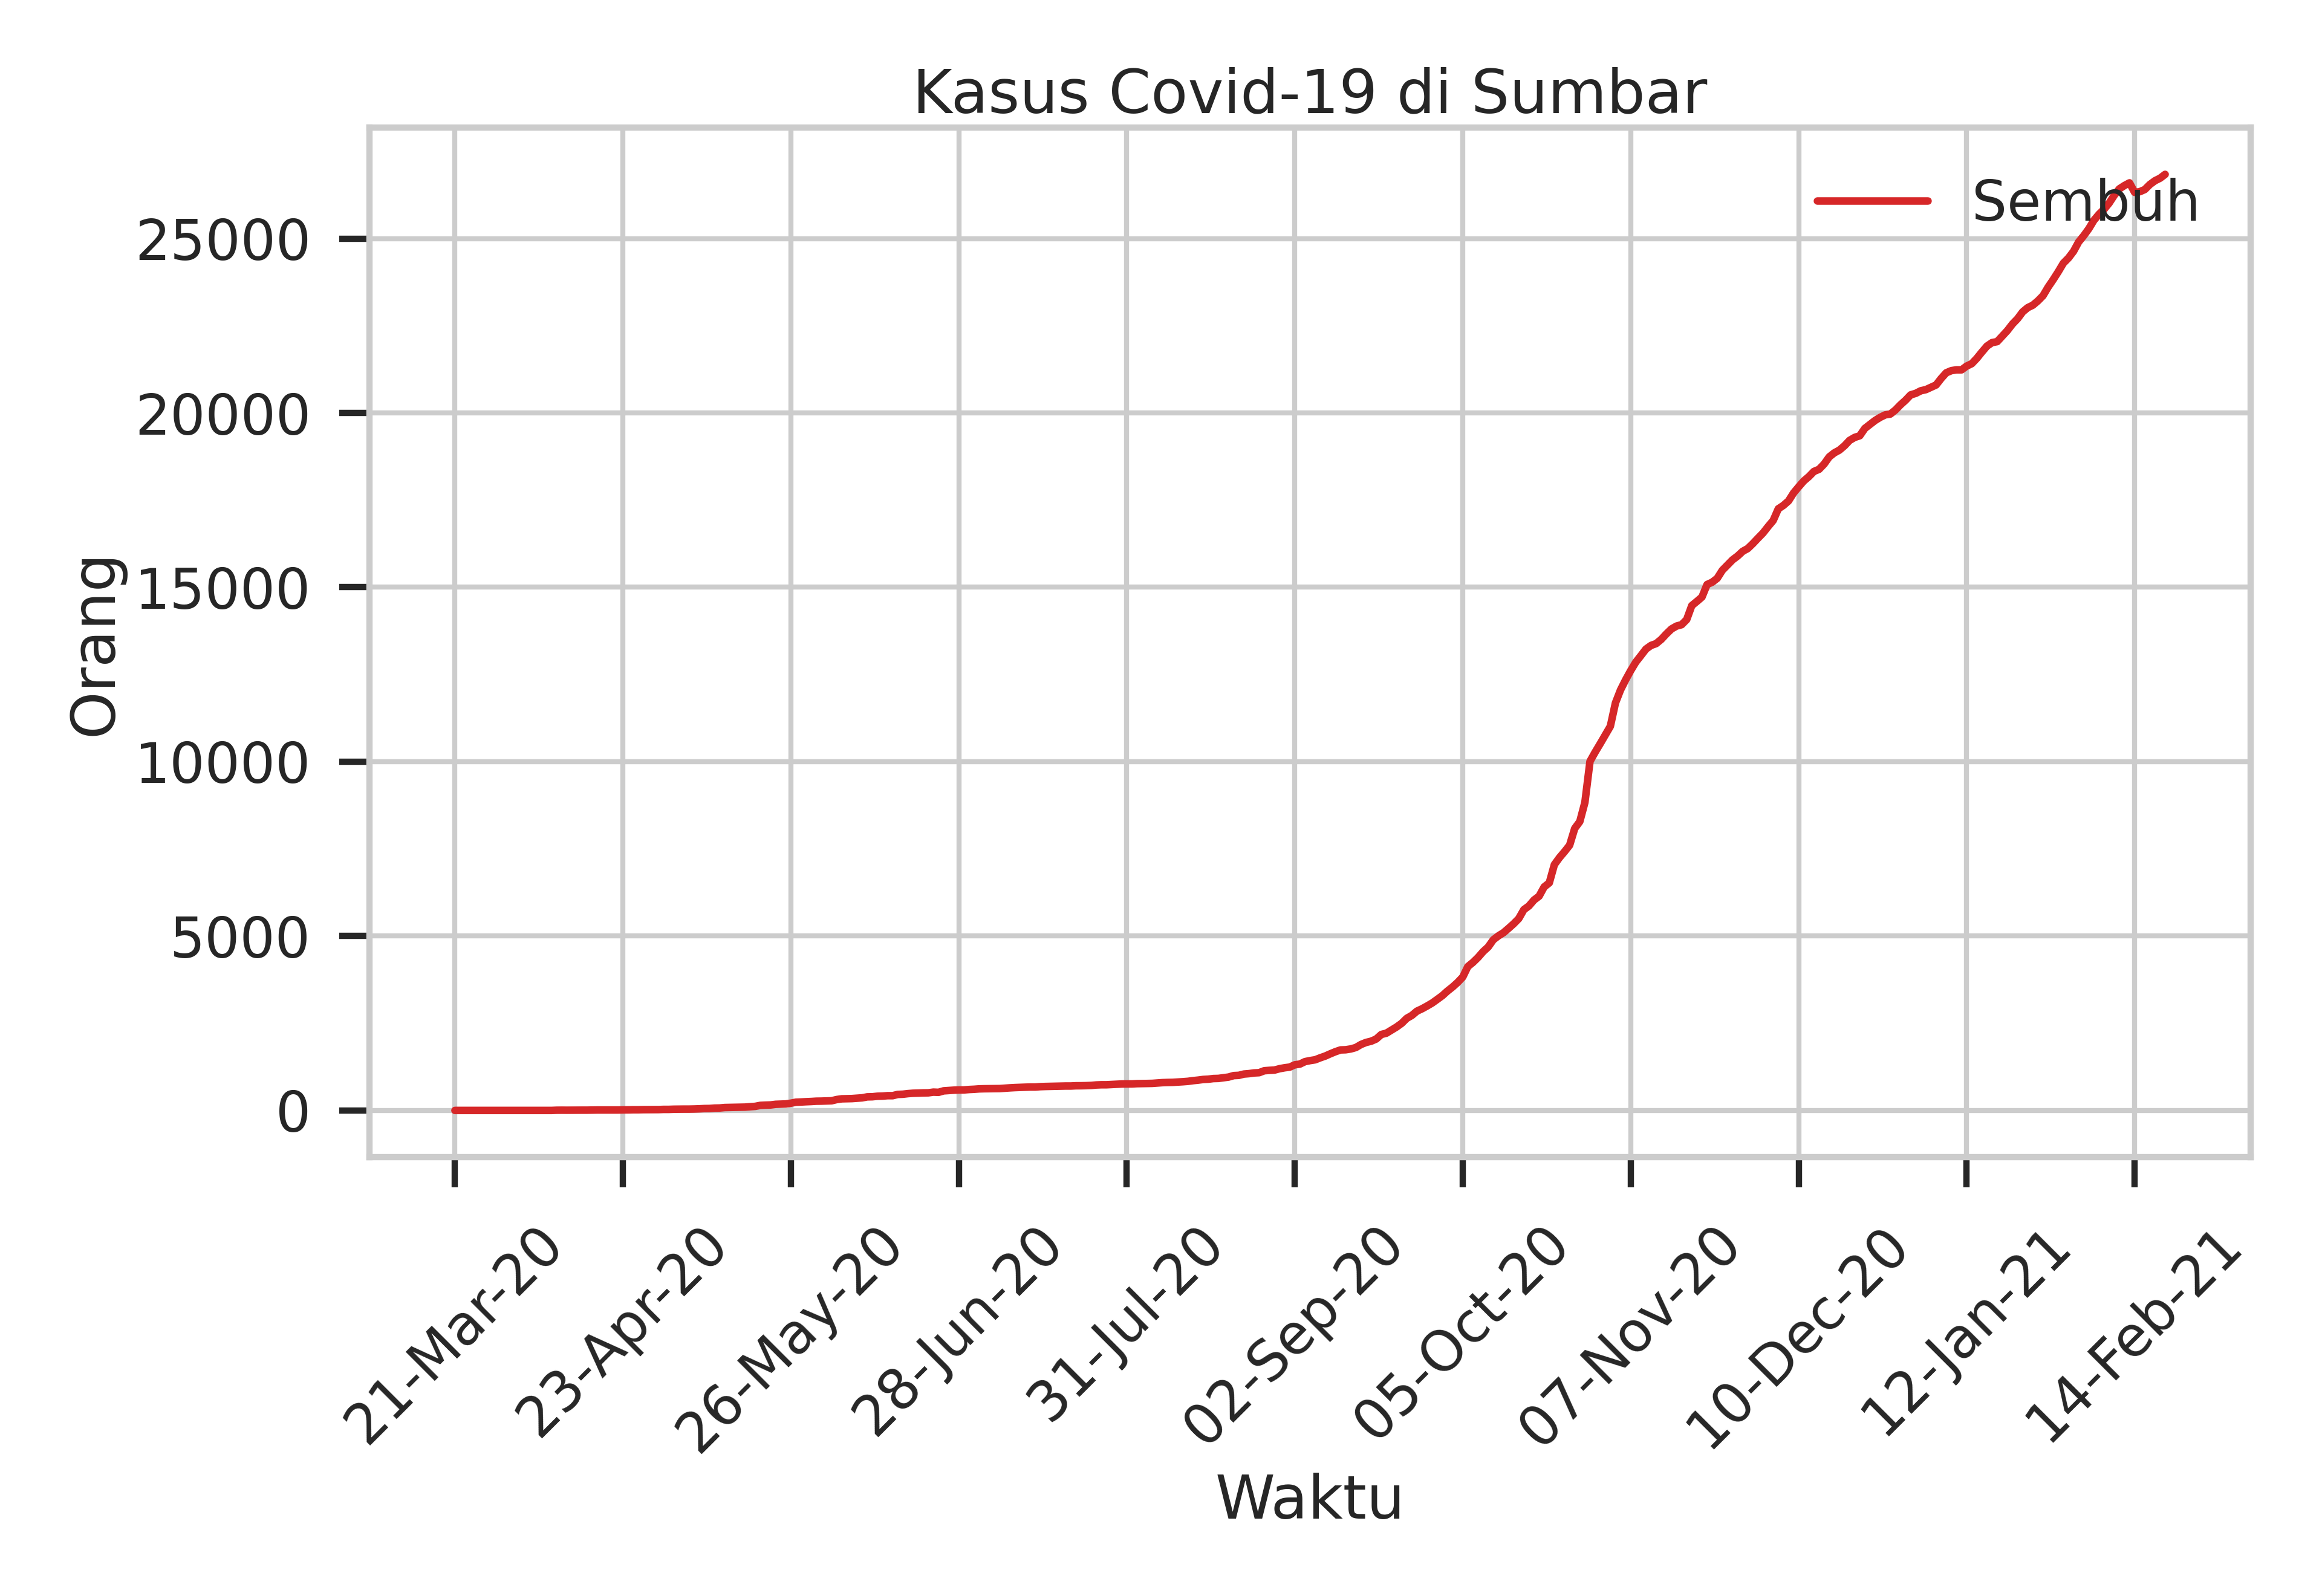 Kasus Covid-19 di Sumbar
Sembuh
Orang
25000
20000
15000
10000
5000
0
21-Mar-20
23-Apr-20
26-May-20
28-Jun-20
31-Jul-20
02-Sep-20
05-Oct-20
07-Nov-20
10-Dec-20
12-Jan-21
14-Feb-21
Waktu